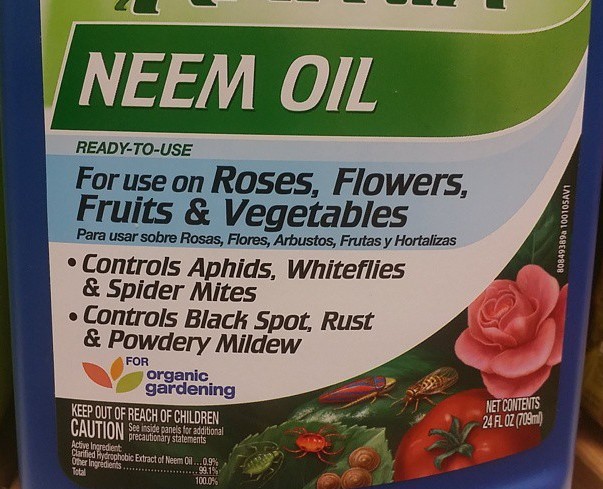 NEEM OIL
READY-TO-USE
For use on Roses, Flowers,
Fruits & Vegetables
Para usar sobre Rosas, Flores, Arbustos, Frutas y Hortalizas
• Controls Aphids, Whiteflies
& Spider Mites
• Controls Black Spot, Rust
& Powdery Mildew
FOR
organic
gardening
KEEP OUT OF REACH OF CHILDREN
CAUTION See inside panels for additional
precautionary statements
Active Ingredient:
Clarified Hydrophobic Extract of Neem Oil ... 0.9%
Other Ingredients ........................ 99.1%
Total 100.0%
NET CONTENTS
24 FL OZ (709ml)
80849389a 100105AV1